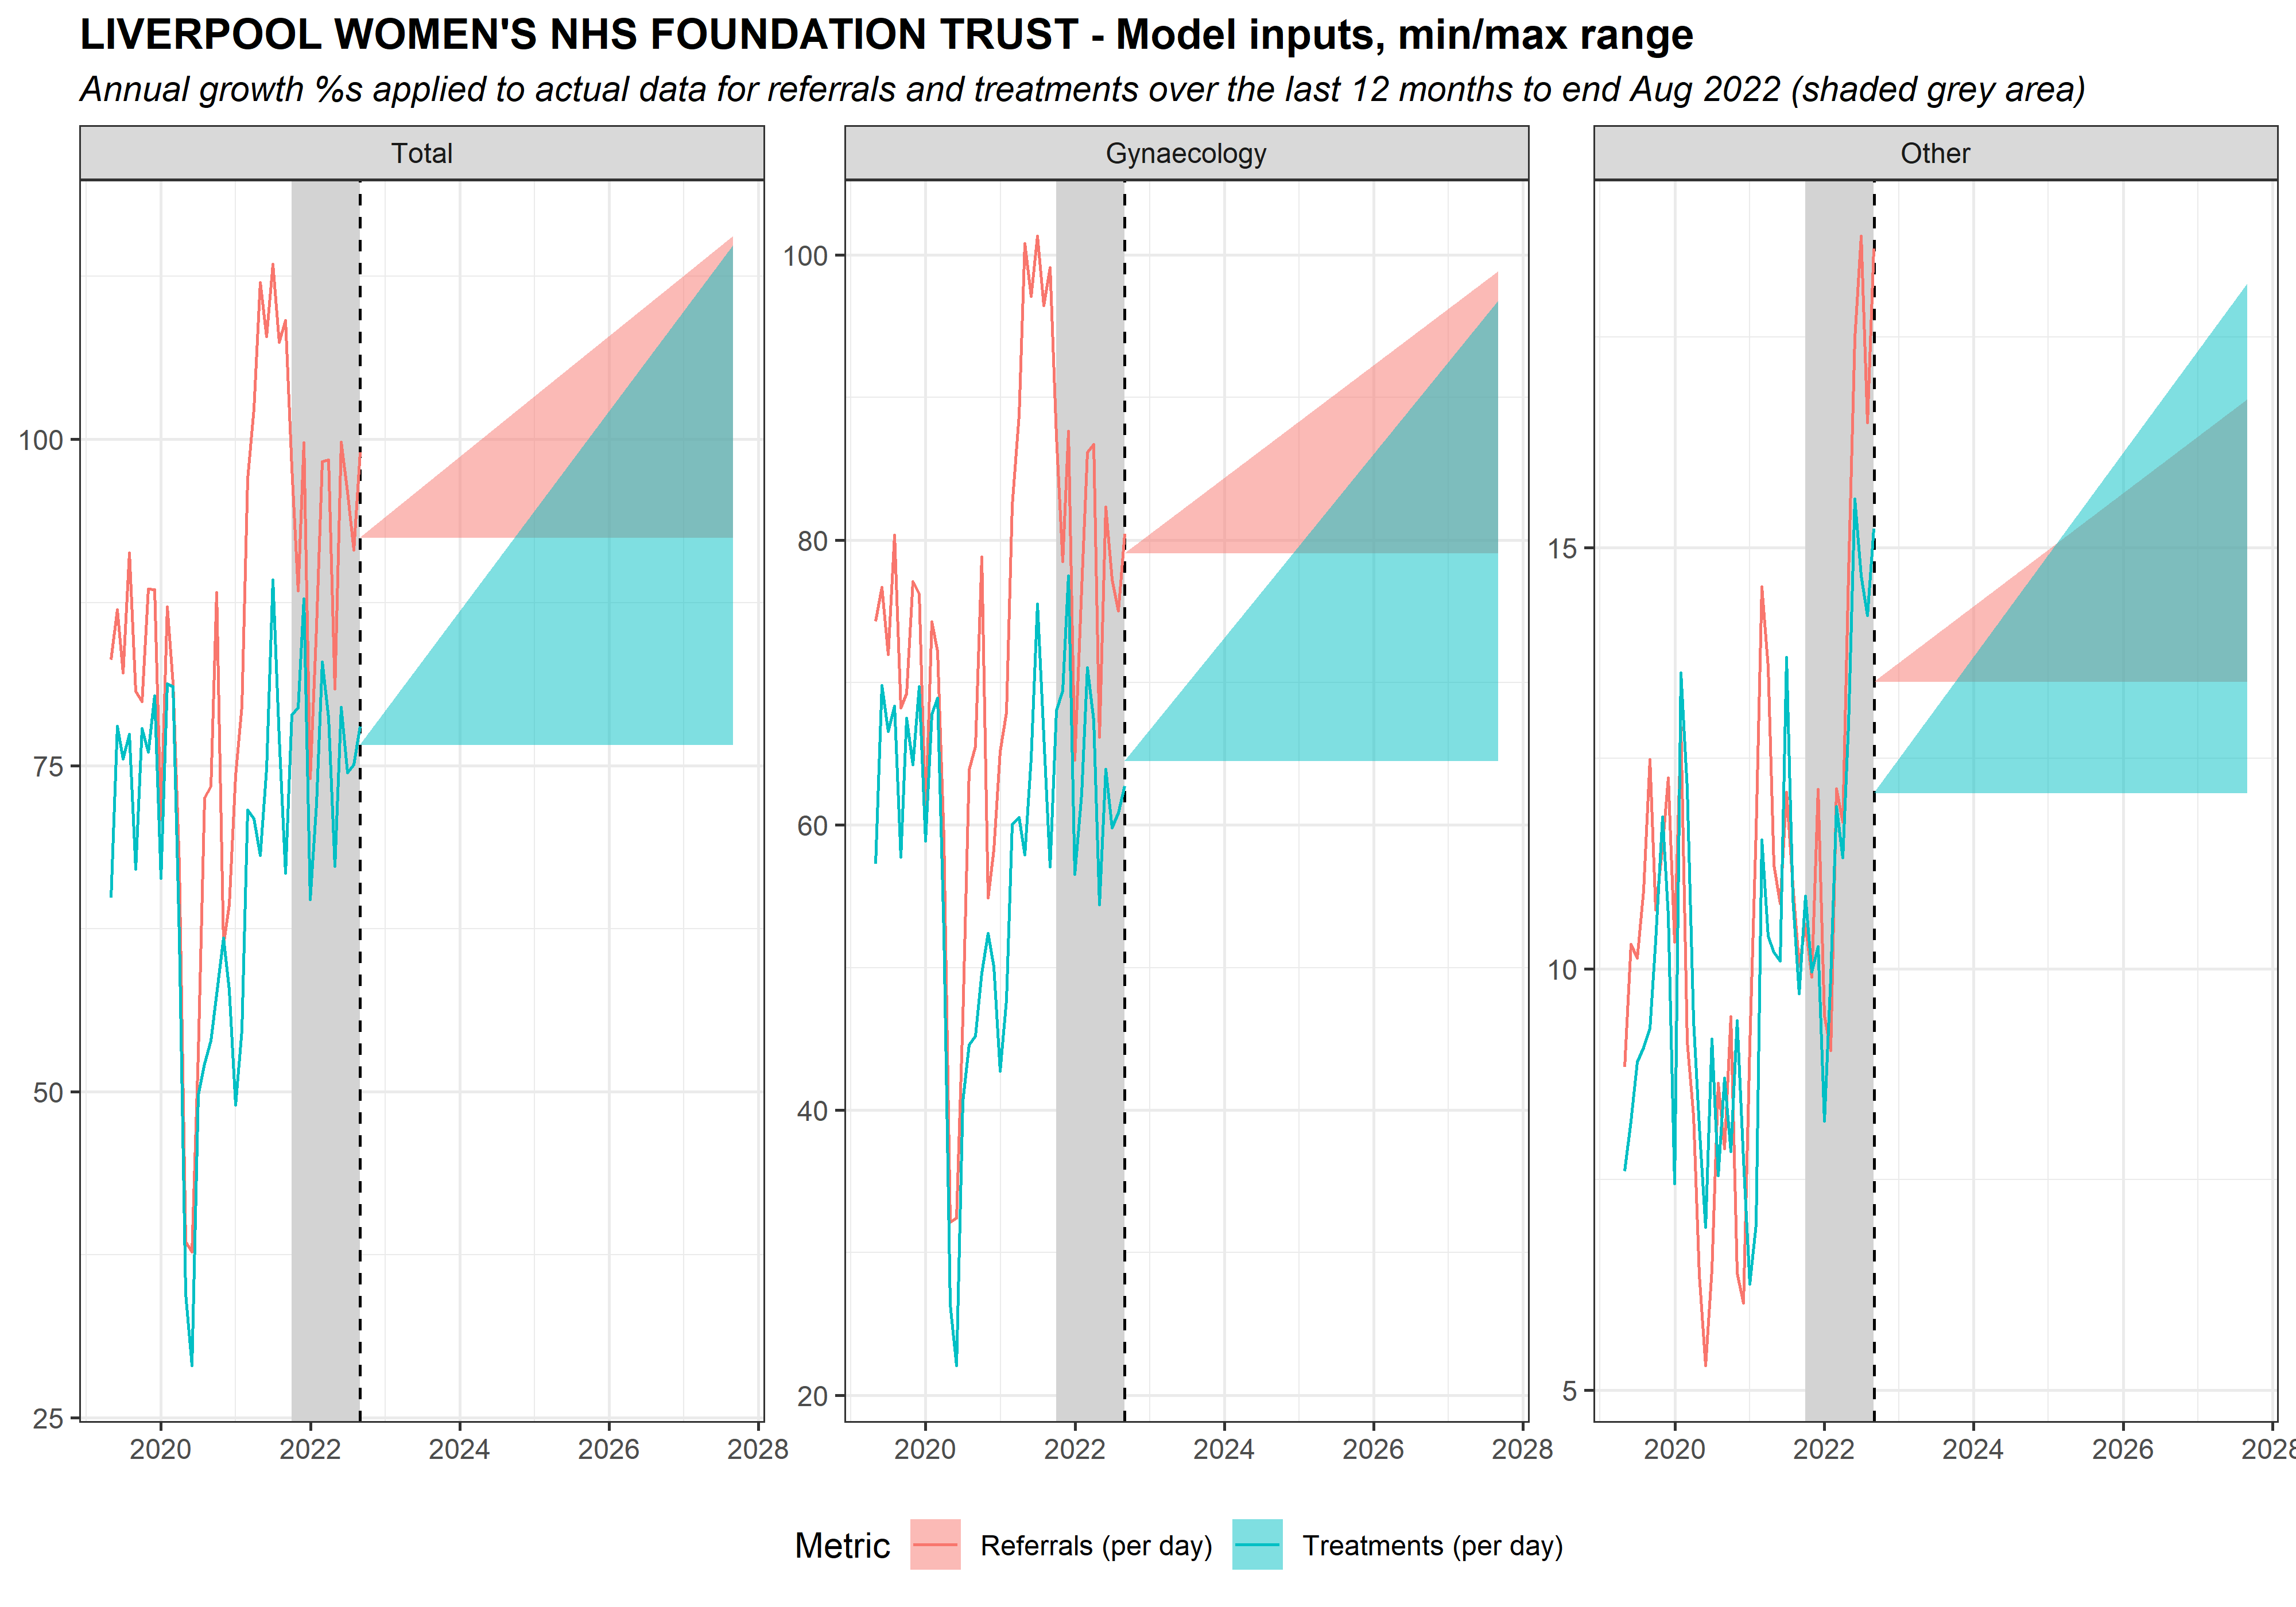 LIVERPOOL WOMEN'S NHS FOUNDATION TRUST - Model inputs, min/max range
Annual growth %s applied to actual data for referrals and treatments over the last 12 months to end Aug 2022 (shaded grey area)
Total
Gynaecology
Other
100
75
50
25
100
80
60
40
20
15
10
5
2020 2022 2024 2026 2028
2020 2022 2024 2026 2028
2020 2022 2024 2026 2028
Metric Referrals (per day) Treatments (per day)